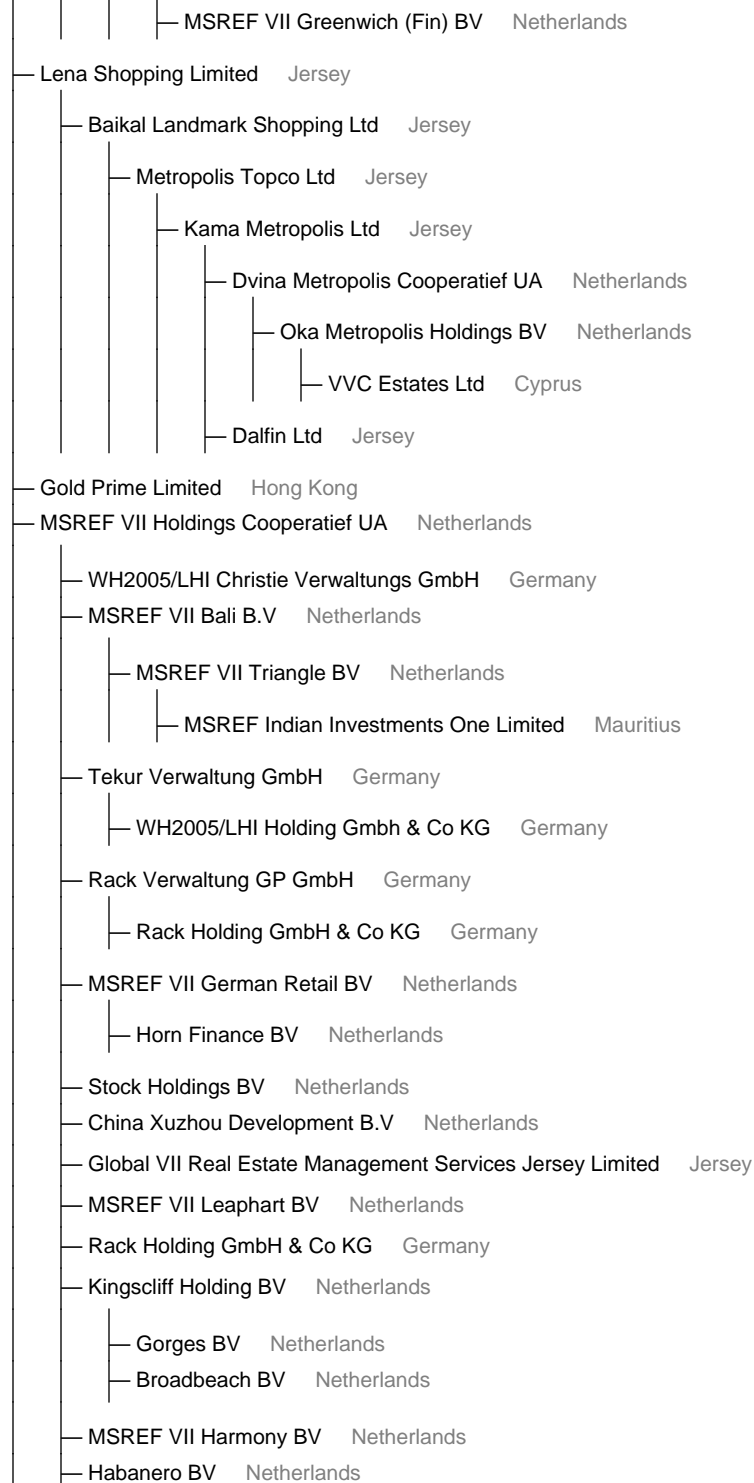 MSREF VII Greenwich (Fin) BV Netherlands
Lena Shopping Limited Jersey
Baikal Landmark Shopping Ltd Jersey
Metropolis Topco Ltd Jersey
Kama Metropolis Ltd Jersey
Dvina Metropolis Cooperatief UA Netherlands
Oka Metropolis Holdings BV Netherlands
VVC Estates Ltd Cyprus
Dalfin Ltd Jersey
Gold Prime Limited Hong Kong
MSREF VII Holdings Cooperatief UA Netherlands
WH2005/LHI Christie Verwaltungs GmbH Germany
MSREF VII Bali B.V Netherlands
MSREF VII Triangle BV Netherlands
MSREF Indian Investments One Limited Mauritius
Tekur Verwaltung GmbH Germany
WH2005/LHI Holding Gmbh & Co KG Germany
Rack Verwaltung GP GmbH Germany
Rack Holding GmbH & Co KG Germany
MSREF VII German Retail BV Netherlands
Horn Finance BV Netherlands
Stock Holdings BV Netherlands
China Xuzhou Development B.V Netherlands
Global VII Real Estate Management Services Jersey Limited Jersey
MSREF VII Leaphart BV Netherlands
Rack Holding GmbH & Co KG Germany
Kingscliff Holding BV Netherlands
Gorges BV Netherlands
Broadbeach BV Netherlands
MSREF VII Harmony BV Netherlands
Habanero BV Netherlands